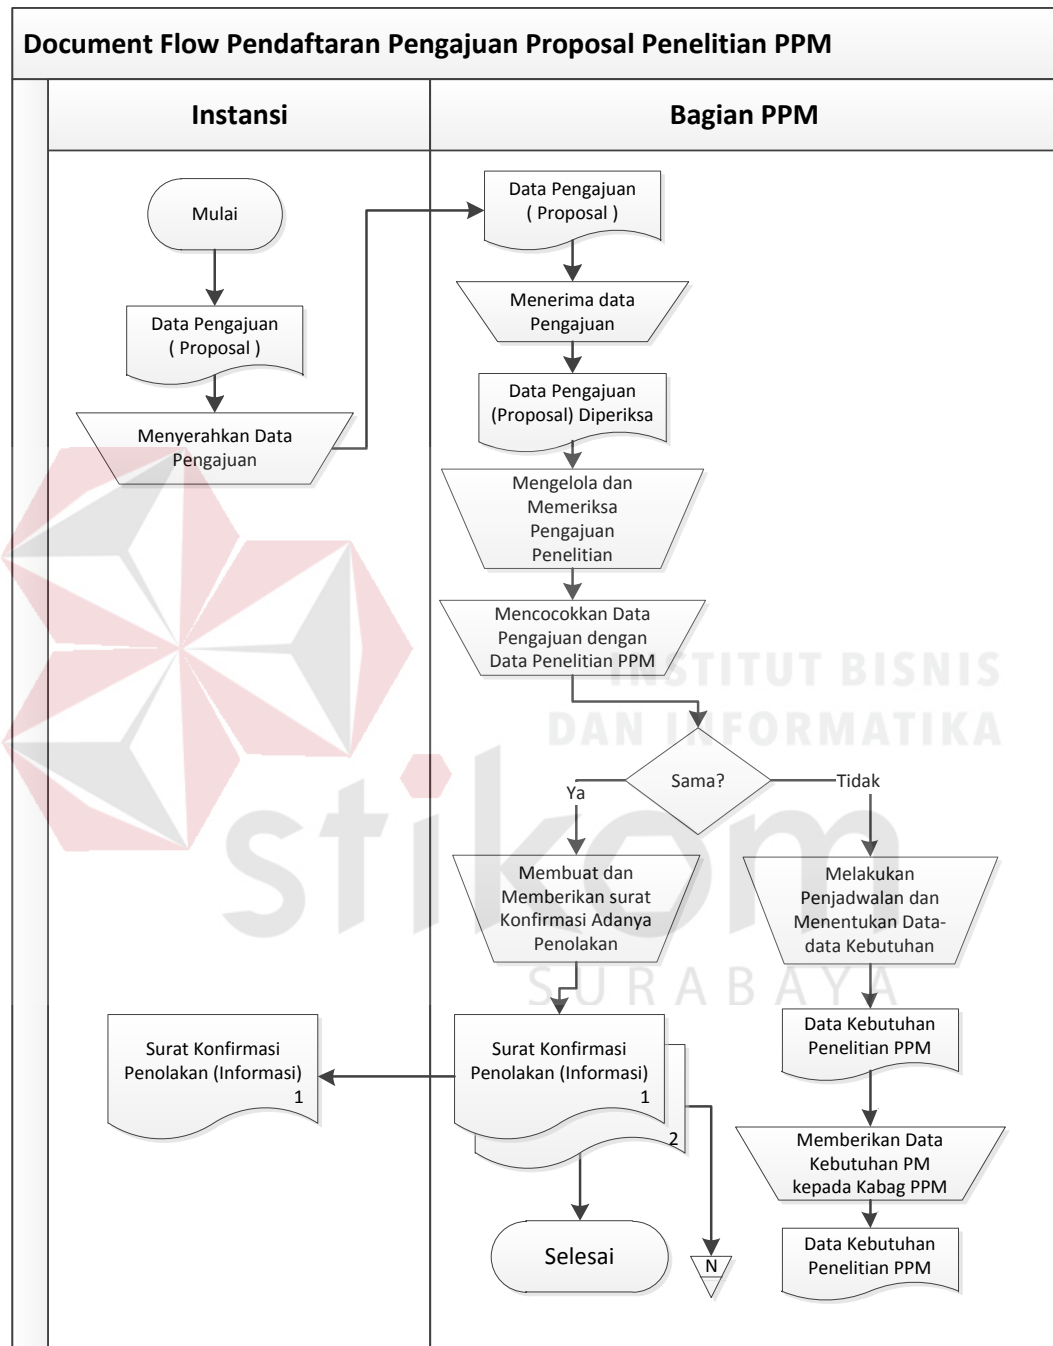 Document Flow Pendaftaran Pengajuan Proposal Penelitian PPM
Instansi
Bagian PPM
Mulai
Data Pengajuan
( Proposal )
Menyerahkan Data
Pengajuan
Data Pengajuan
( Proposal )
Menerima data
Pengajuan
Data Pengajuan
(Proposal) Diperiksa
Mengelola dan
Memeriksa
Pengajuan
Penelitian
Mencocokkan Data
Pengajuan dengan
Data Penelitian PPM
INSTITUT BISNIS
DAN INFORMATIKA
Sama?
Ya
Tidak
stikom
SURABAYA
Membuat dan
Memberikan surat
Konfirmasi Adanya
Penolakan
Melakukan
Penjadwalan dan
Menentukan Data-
data Kebutuhan
Surat Konfirmasi
Penolakan (Informasi)
1
Surat Konfirmasi
Penolakan (Informasi)
1
2
Data Kebutuhan
Penelitian PPM
Memberikan Data
Kebutuhan PM
kepada Kabag PPM
Selesai
N
Data Kebutuhan
Penelitian PPM